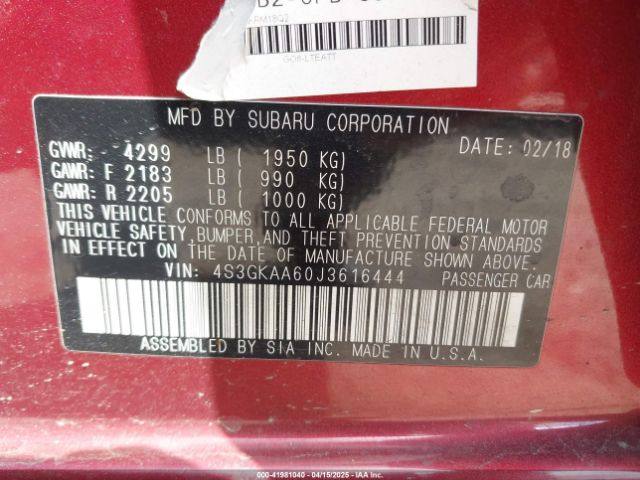 GO8-LTEATT
MFD BY SUBARU CORPORATION
GVWR: 4299 LB ( 1950 KG) DATE: 02/18
GAWR: F 2183 LB ( 990 KG)
GAWR: R 2205 LB ( 1000 KG)
THIS VEHICLE CONFORMS TO ALL APPLICABLE FEDERAL MOTOR
VEHICLE SAFETY, BUMPER, AND THEFT PREVENTION STANDARDS
IN EFFECT ON THE DATE OF MANUFACTURE SHOWN ABOVE.
VIN: 4S3GKAA60J3616444 PASSENGER CAR
ASSEMBLED BY SIA INC. MADE IN U.S.A.
000-41981040 - 04/15/2025 - IAAI